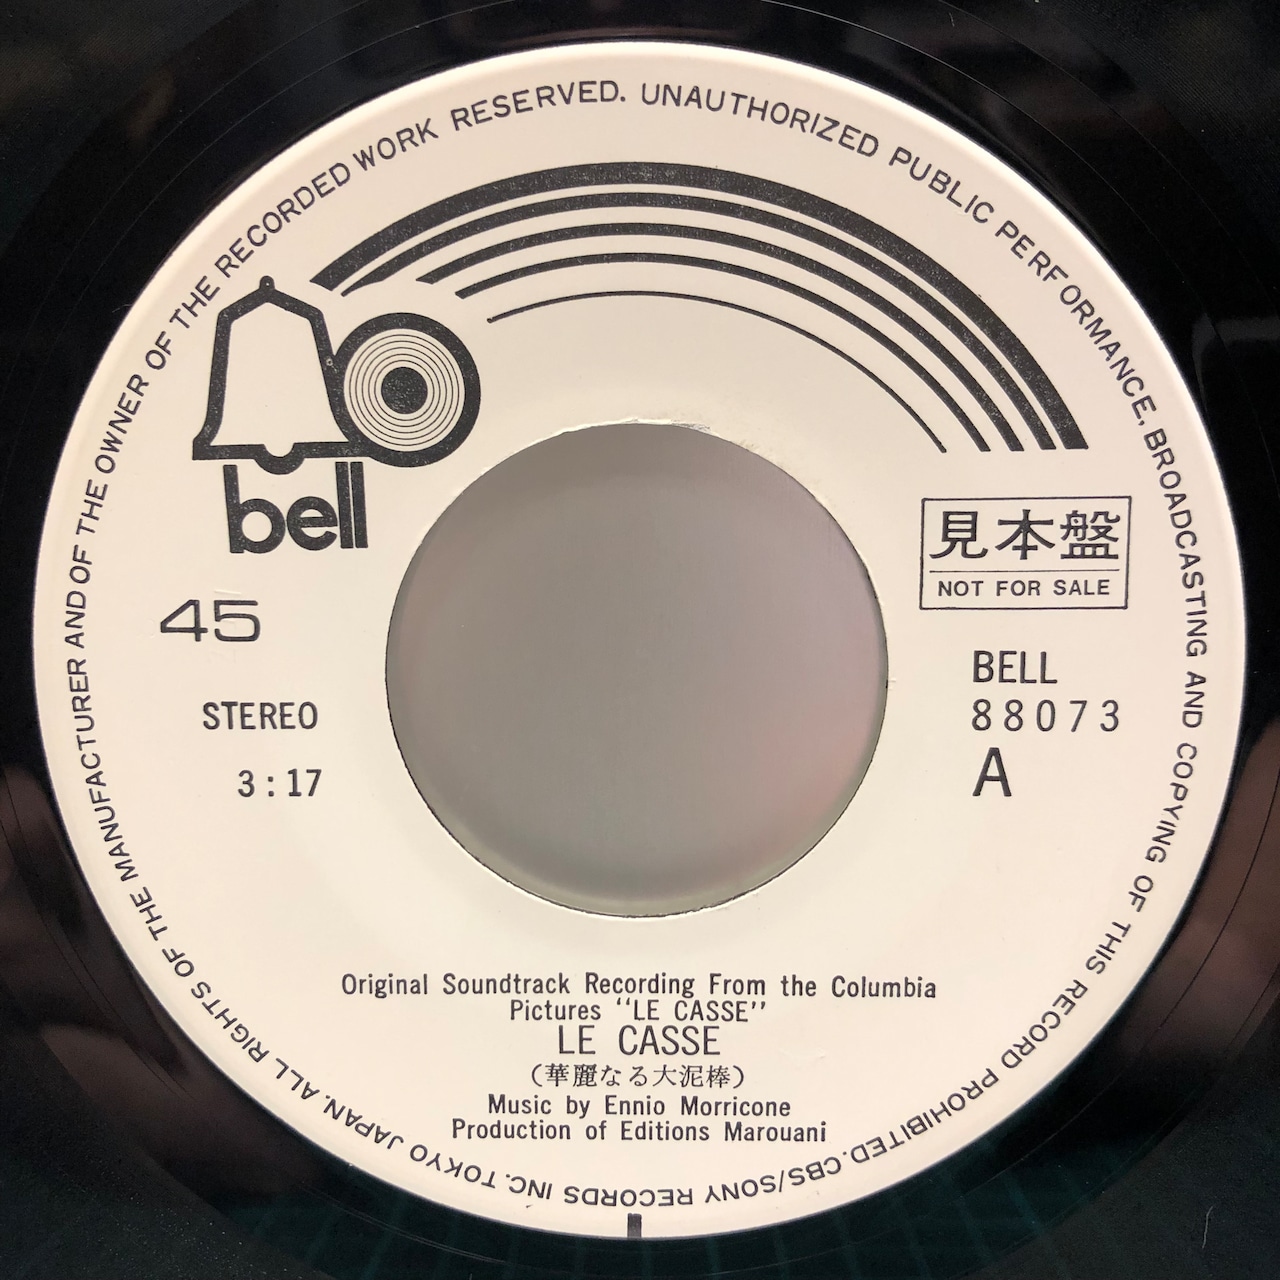 ALL RIGHTS OF THE MANUFACTURER AND OF THE OWNER OF THE RECORDED WORK RESERVED. UNAUTHORIZED PUBLIC PERFORMANCE, BROADCASTING AND COPYING OF THIS RECORD PROHIBITED. CBS/SONY RECORDS INC. TOKYO JAPAN.
bell
見本盤
NOT FOR SALE
45
STEREO
3:17
BELL
88073
A
Original Soundtrack Recording From the Columbia
Pictures "LE CASSE"
LE CASSE
(華麗なる大泥棒)
Music by Ennio Morricone
Production of Editions Marouani